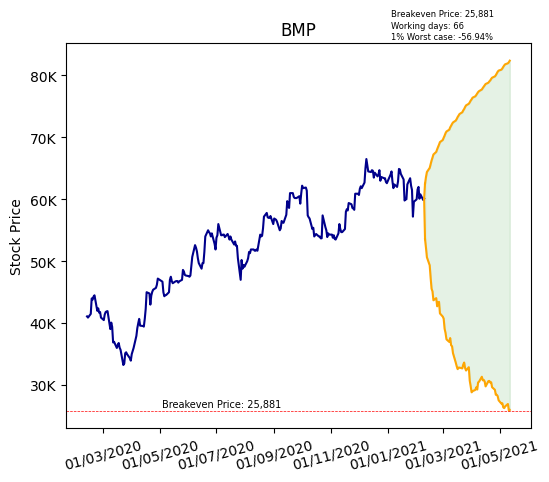 Breakeven Price: 25,881
Working days: 66
1% Worst case: -56.94%
BMP
Stock Price
80K
70K
60K
50K
40K
30K
Breakeven Price: 25,881
01/03/2020
01/05/2020
01/07/2020
01/09/2020
01/11/2020
01/01/2021
01/03/2021
01/05/2021